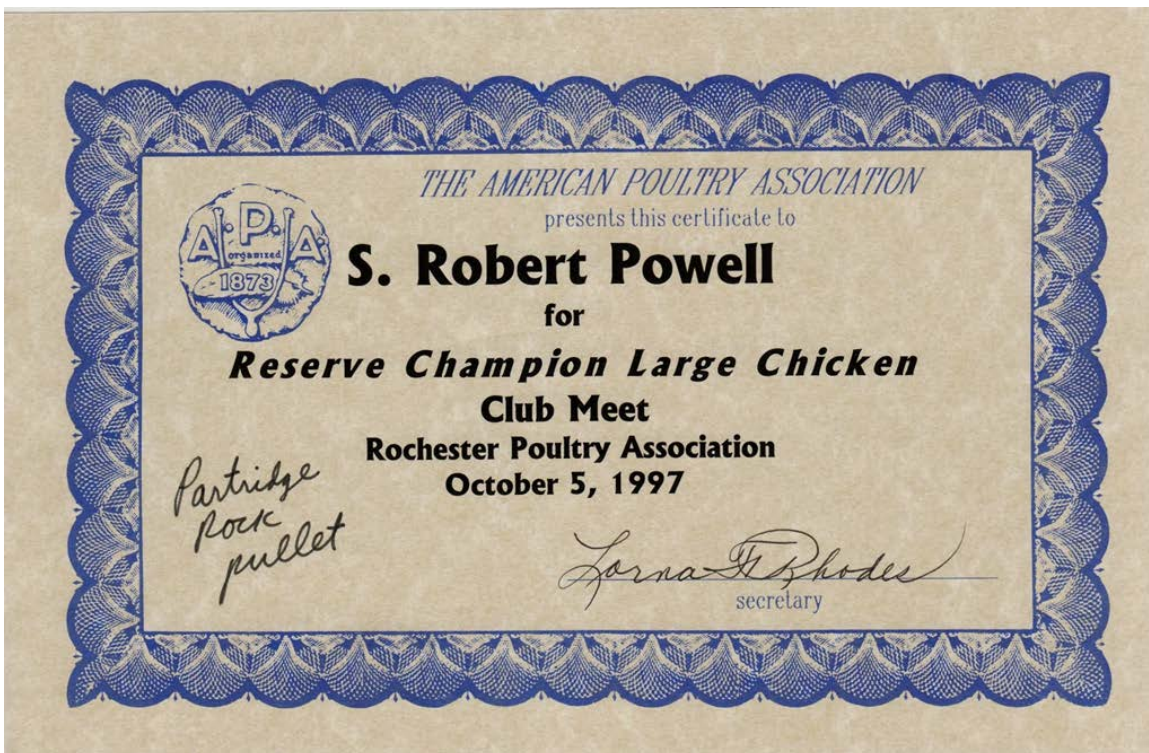 THE AMERICAN POULTRY ASSOCIATION
presents this certificate to
A.P.A.
organized
1873
S. Robert Powell
for
Reserve Champion Large Chicken
Club Meet
Rochester Poultry Association
October 5, 1997
Partridge
Rock
pullet
Lorna F. Rhodes
secretary